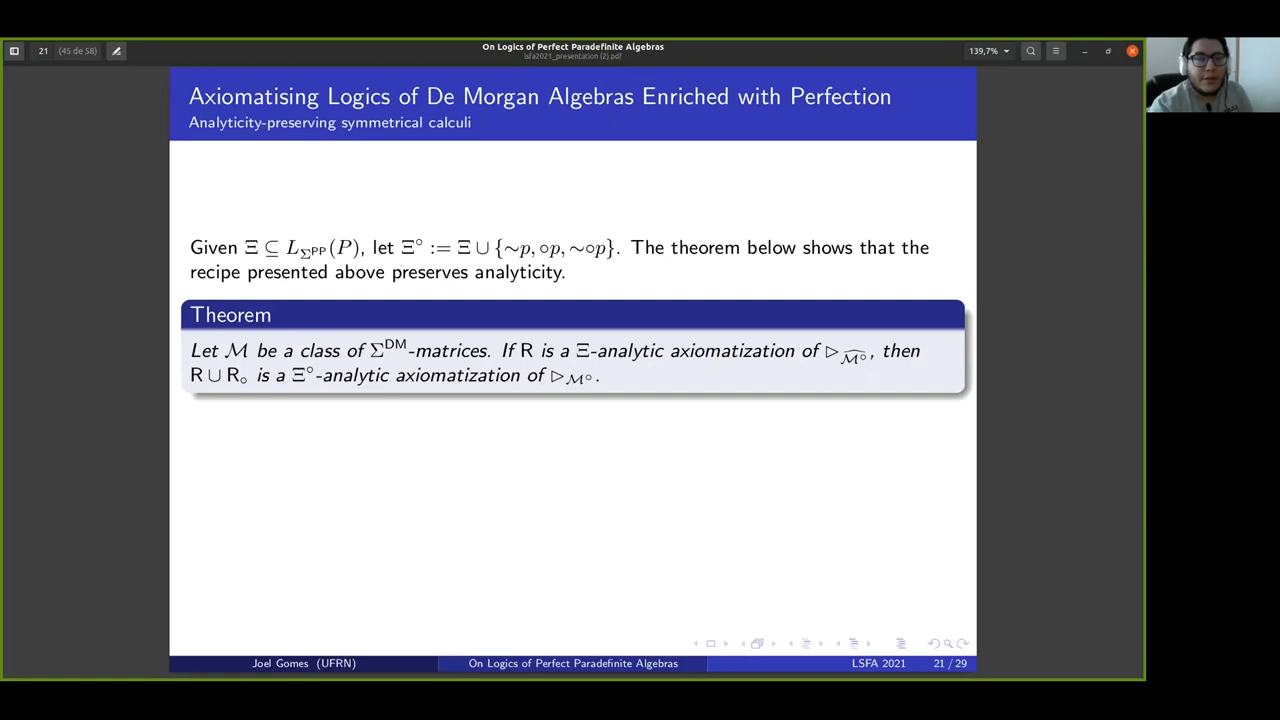 21 (45 de 58)
On Logics of Perfect Paradefinite Algebras
lsfa2021_presentation (2).pdf
139,7%
Axiomatising Logics of De Morgan Algebras Enriched with Perfection
Analyticity-preserving symmetrical calculi
Given Ξ ⊆ L_{Σ^{PP}}(P), let Ξ° := Ξ ∪ {∼p, ∘p, ∼∘p}. The theorem below shows that the
recipe presented above preserves analyticity.
Theorem
Let ℳ be a class of Σ^{DM}-matrices. If R is a Ξ-analytic axiomatization of ▷_{\widehat{ℳ°}}, then
R ∪ R_∘ is a Ξ°-analytic axiomatization of ▷_{ℳ°}.
Joel Gomes (UFRN) On Logics of Perfect Paradefinite Algebras LSFA 2021 21 / 29